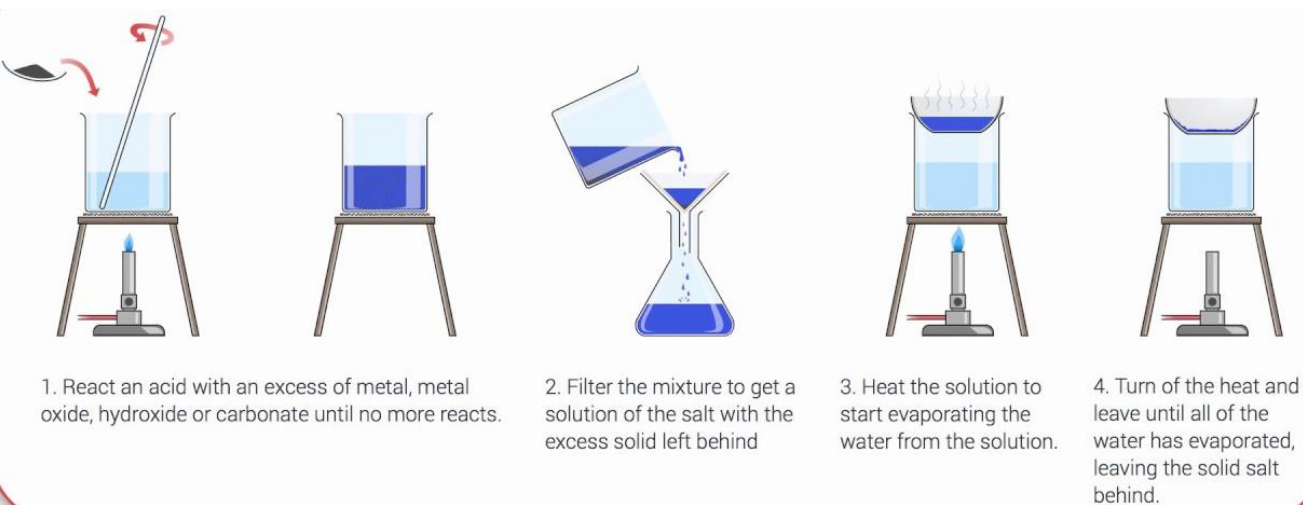 1. React an acid with an excess of metal, metal
oxide, hydroxide or carbonate until no more reacts.
2. Filter the mixture to get a
solution of the salt with the
excess solid left behind
3. Heat the solution to
start evaporating the
water from the solution.
4. Turn of the heat and
leave until all of the
water has evaporated,
leaving the solid salt
behind.